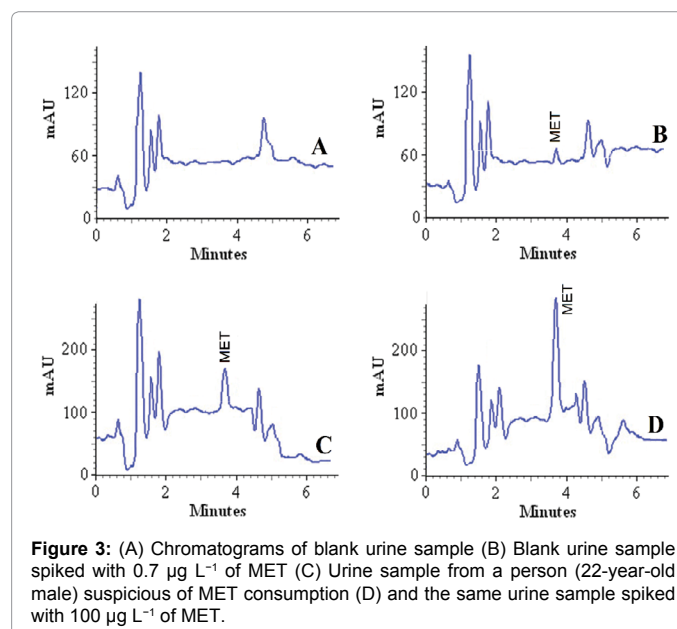 120
60
0
mAU
A
0 2 4 6
Minutes
120
60
0
mAU
MET
B
0 2 4 6
Minutes
200
100
0
mAU
MET
C
0 2 4 6
Minutes
200
100
0
mAU
MET
D
0 2 4 6
Minutes
Figure 3: (A) Chromatograms of blank urine sample (B) Blank urine sample
spiked with 0.7 µg L⁻¹ of MET (C) Urine sample from a person (22-year-old
male) suspicious of MET consumption (D) and the same urine sample spiked
with 100 µg L⁻¹ of MET.